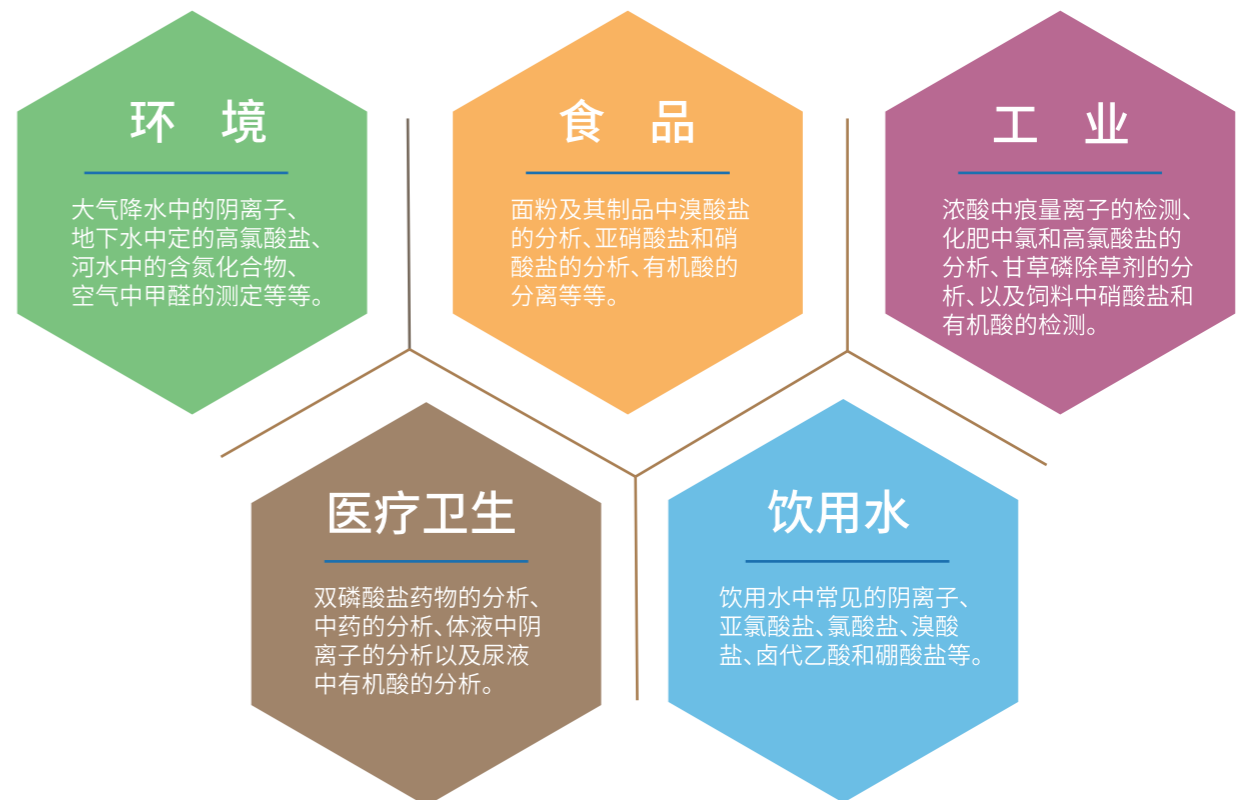 环 境
大气降水中的阴离子、
地下水中定的高氯酸盐、
河水中的含氮化合物、
空气中甲醛的测定等等。
食 品
面粉及其制品中溴酸盐
的分析、亚硝酸盐和硝
酸盐的分析、有机酸的
分离等等。
工 业
浓酸中痕量离子的检测、
化肥中氯和高氯酸盐的
分析、甘草磷除草剂的分
析、以及饲料中硝酸盐和
有机酸的检测。
医疗卫生
双磷酸盐药物的分析、
中药的分析、体液中阴
离子的分析以及尿液
中有机酸的分析。
饮用水
饮用水中常见的阴离子、
亚氯酸盐、氯酸盐、溴酸
盐、卤代乙酸和硼酸盐等。